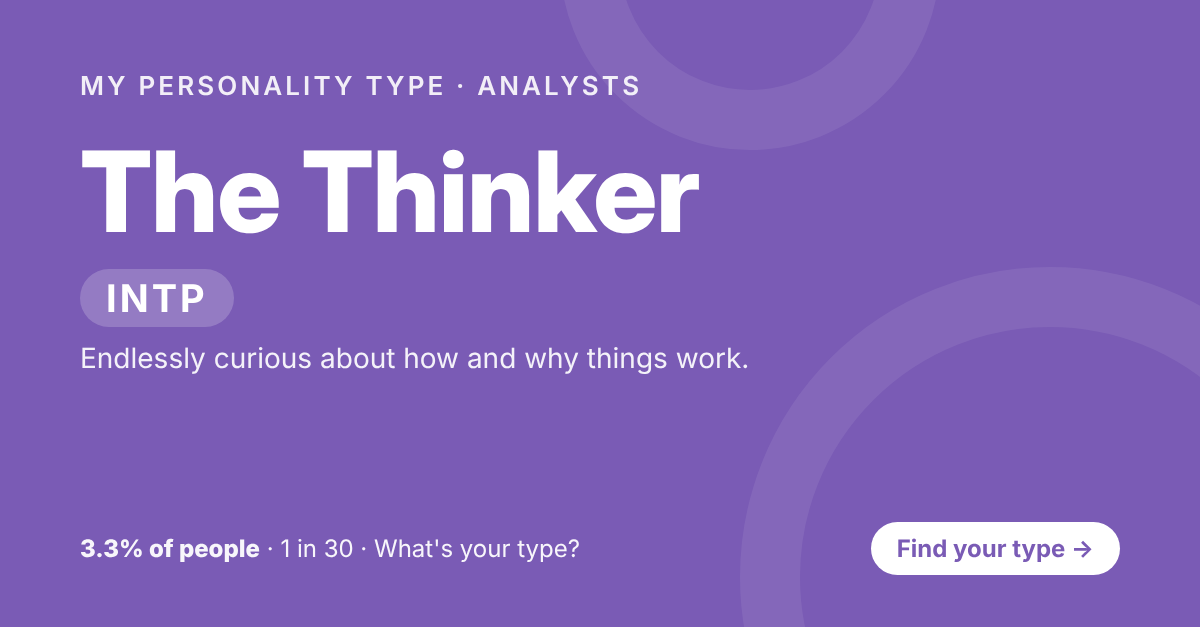 MY PERSONALITY TYPE · ANALYSTS
The Thinker
INTP
Endlessly curious about how and why things work.
3.3% of people · 1 in 30 · What's your type?
Find your type →